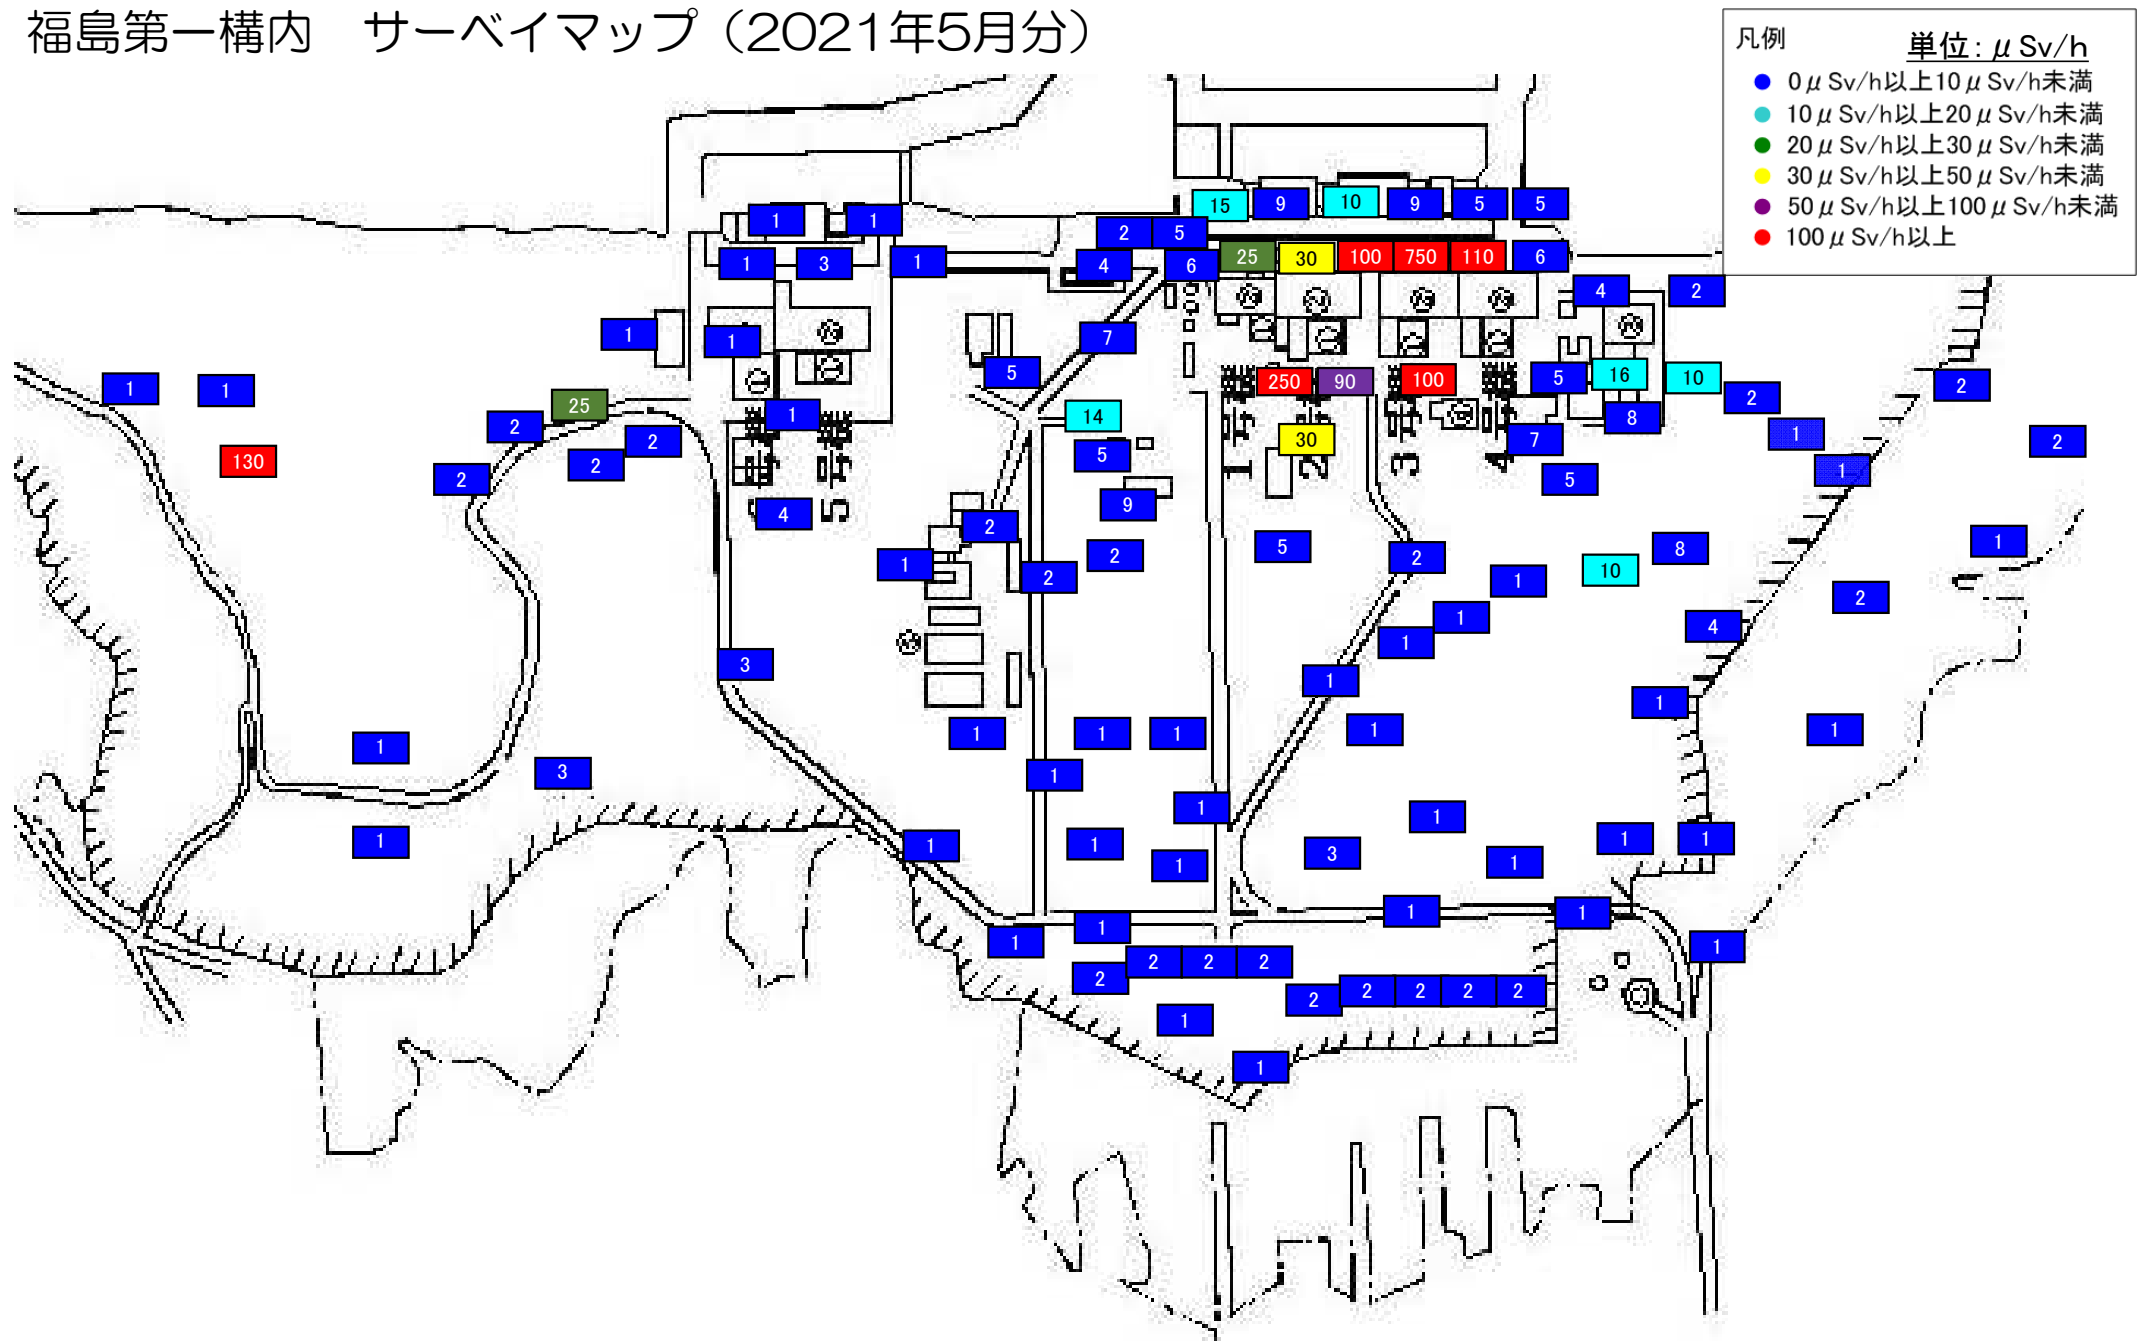 福島第一構内　サーベイマップ（2021年5月分）
凡例
単位：μSv/h
0μSv/h以上10μSv/h未満
10μSv/h以上20μSv/h未満
20μSv/h以上30μSv/h未満
30μSv/h以上50μSv/h未満
50μSv/h以上100μSv/h未満
100μSv/h以上
15 9 10 9 5 5
1 1 2 5
1 3 1 4 6 25 30 100 750 110 6
4 2
1 1 7
5 250 90 100 5 16 10 2
1 1 25 2
1 14 8
2 2 30 7 1 2
130 2 2 5 1
5
4 9
2 5 2 8 1
1 2 2 10 1
2
1 4
1
3 1 1
1 1 1 1 1
1 3 1
1 1
1 1 1 3 1 1 1
1
1 1 1 1
1 2 2 2 1
2 2 2 2 2 2
1
1